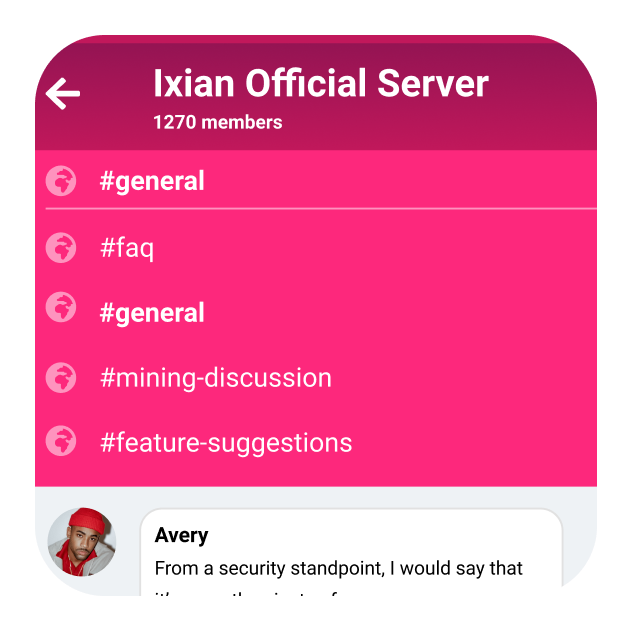 Ixian Official Server
1270 members
#general
#faq
#general
#mining-discussion
#feature-suggestions
Avery
From a security standpoint, I would say that